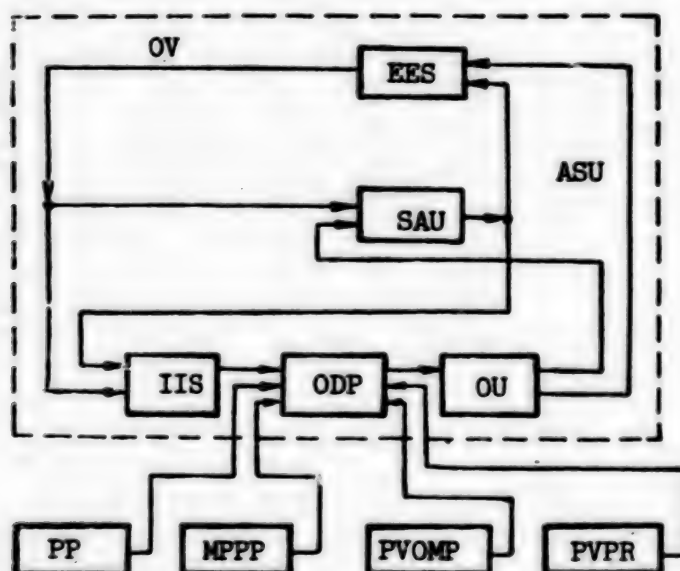 OV
EES
ASU
SAU
IIS
ODP
OU
PP
MPPP
PVOMP
PVPR